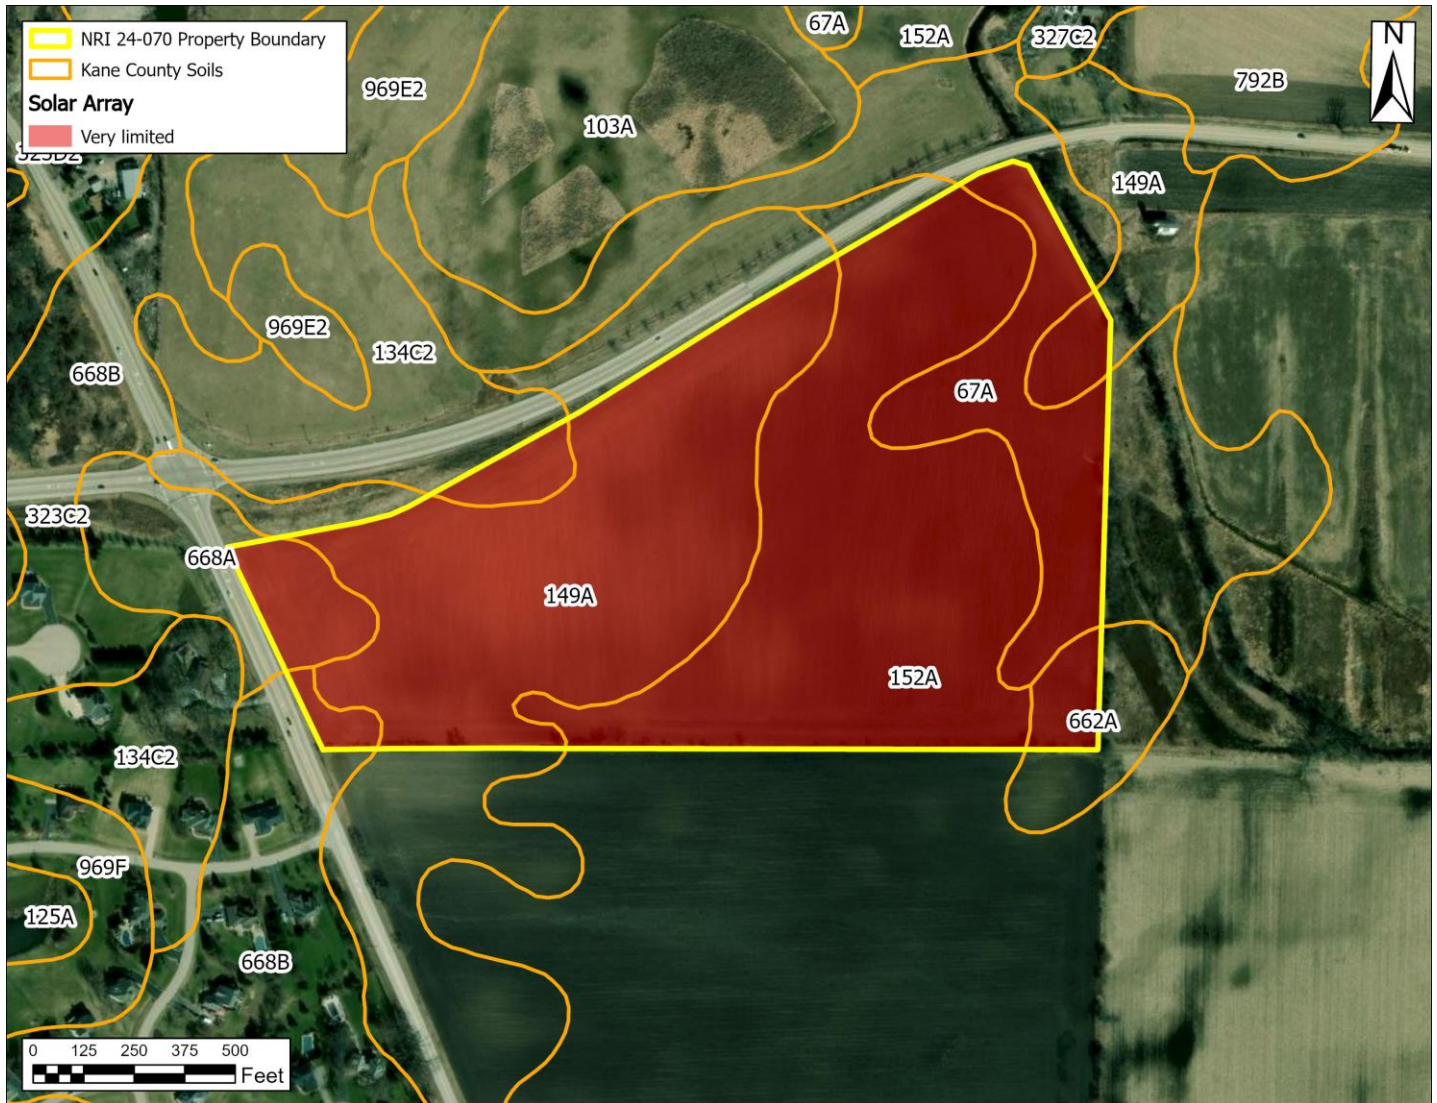 NRI 24-070 Property Boundary
Kane County Soils
Solar Array
Very limited
N
67A
152A
327C2
792B
969E2
103A
149A
969E2
134C2
668B
67A
323C2
668A
149A
152A
662A
134C2
969F
125A
668B
0 125 250 375 500
Feet